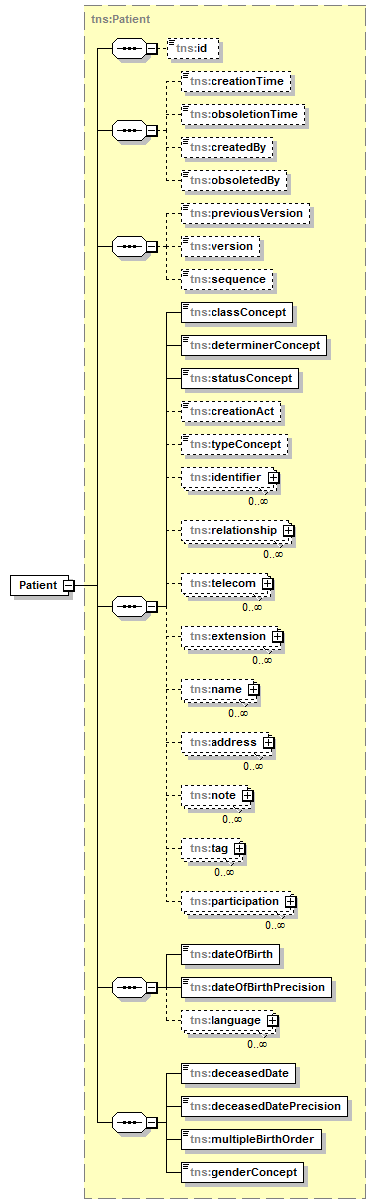 tns:Patient
tns:id
tns:creationTime
tns:obsoletionTime
tns:createdBy
tns:obsoletedBy
tns:previousVersion
tns:version
tns:sequence
tns:classConcept
tns:determinerConcept
tns:statusConcept
tns:creationAct
tns:typeConcept
tns:identifier
0..∞
tns:relationship
0..∞
Patient
tns:telecom
0..∞
tns:extension
0..∞
tns:name
0..∞
tns:address
0..∞
tns:note
0..∞
tns:tag
0..∞
tns:participation
0..∞
tns:dateOfBirth
tns:dateOfBirthPrecision
tns:language
0..∞
tns:deceasedDate
tns:deceasedDatePrecision
tns:multipleBirthOrder
tns:genderConcept